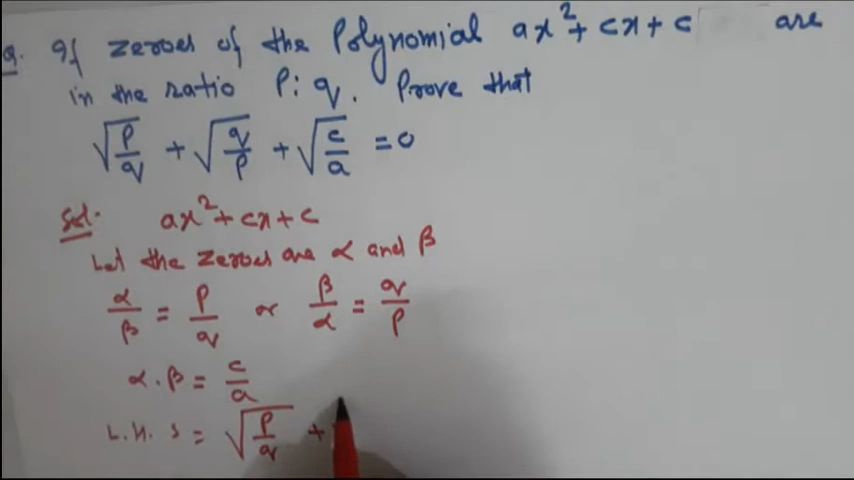 Q. If zeroes of the Polynomial ax² + cx + c are
in the ratio P : q. Prove that
√(P/q) + √(q/P) + √(c/a) = 0
Sol. ax² + cx + c
Let the zeroes are α and β
α/β = P/q or β/α = q/P
α . β = c/a
L.H.S = √(P/q) +